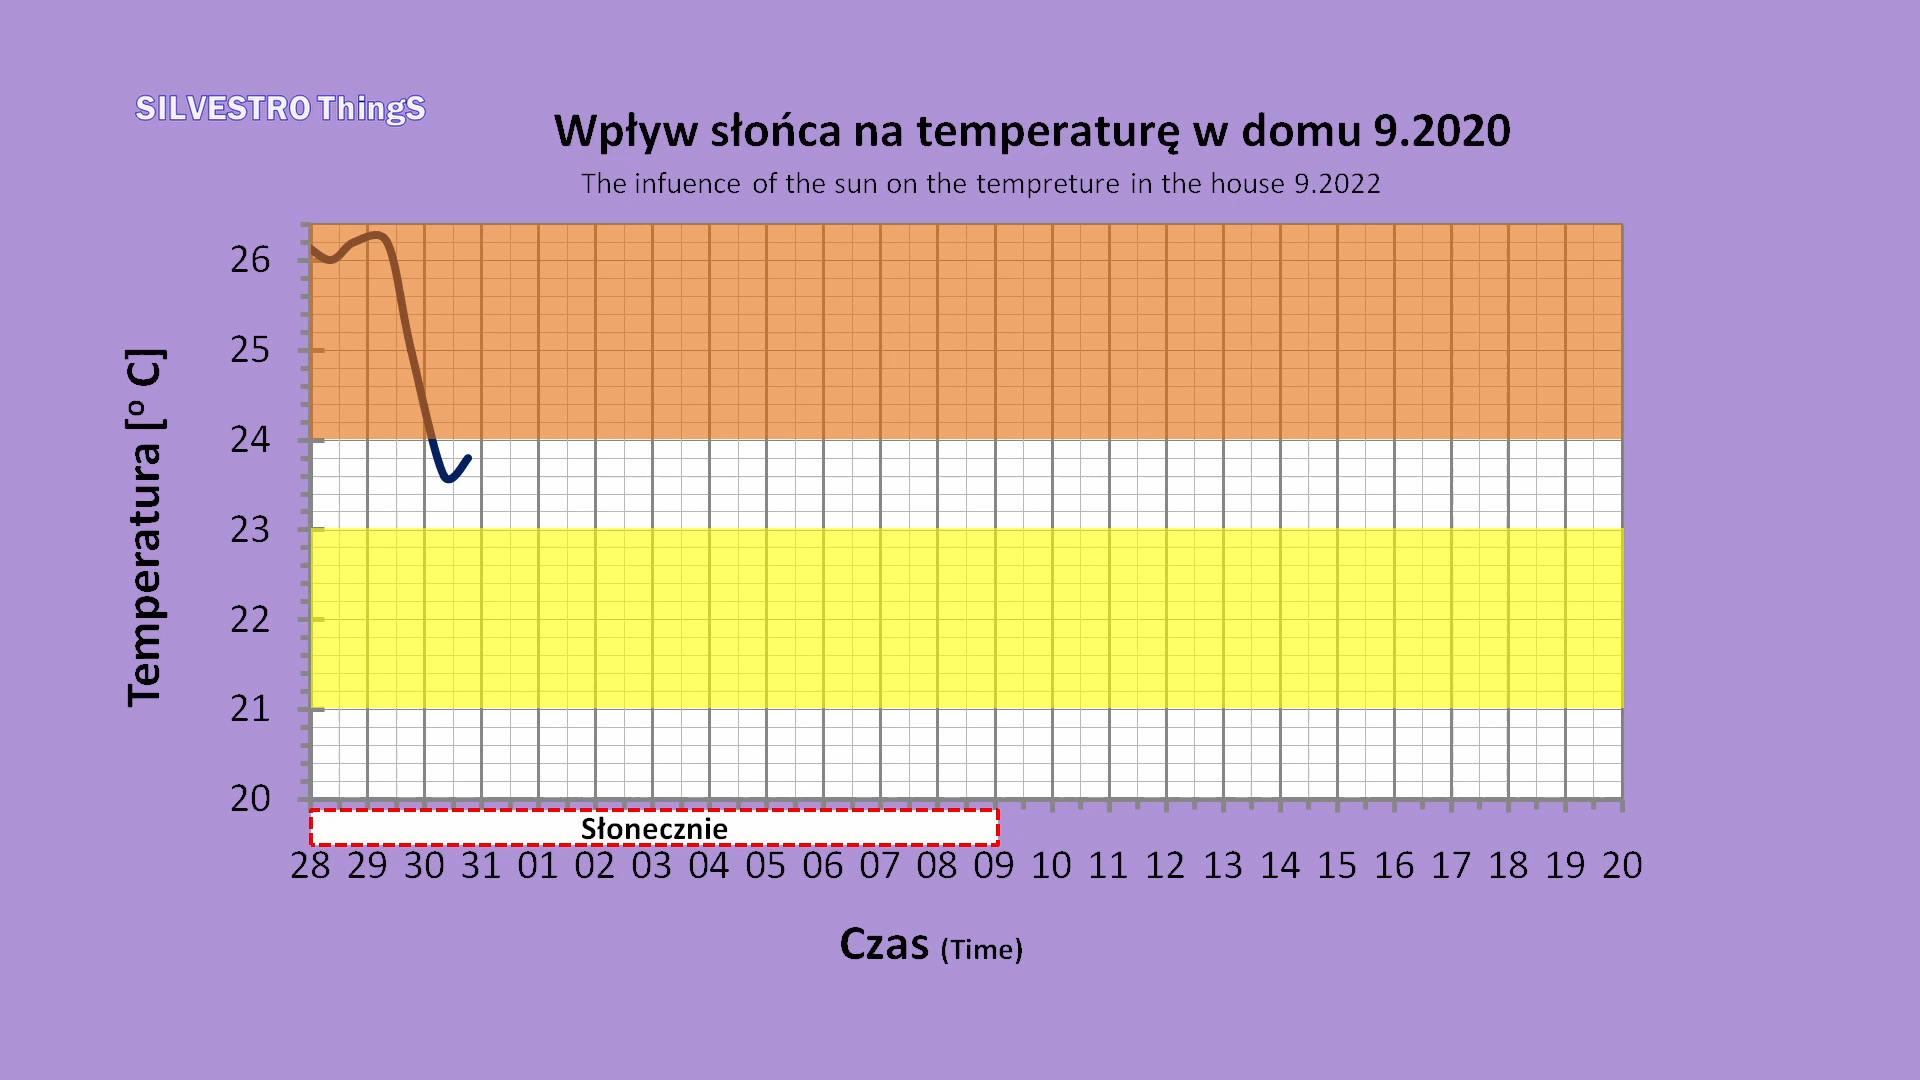 SILVESTRO ThingS
Wpływ słońca na temperaturę w domu 9.2020
The infuence of the sun on the tempreture in the house 9.2022
Temperatura [º C]
26
25
24
23
22
21
20
Słonecznie
28 29 30 31 01 02 03 04 05 06 07 08 09 10 11 12 13 14 15 16 17 18 19 20
Czas (Time)